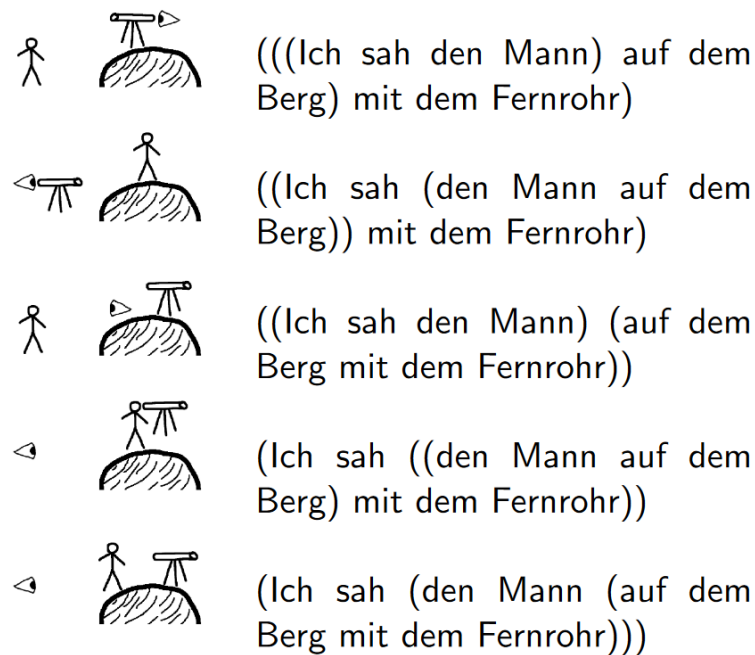 (((Ich sah den Mann) auf dem
Berg) mit dem Fernrohr)
((Ich sah (den Mann auf dem
Berg)) mit dem Fernrohr)
((Ich sah den Mann) (auf dem
Berg mit dem Fernrohr))
(Ich sah ((den Mann auf dem
Berg) mit dem Fernrohr))
(Ich sah (den Mann (auf dem
Berg mit dem Fernrohr)))